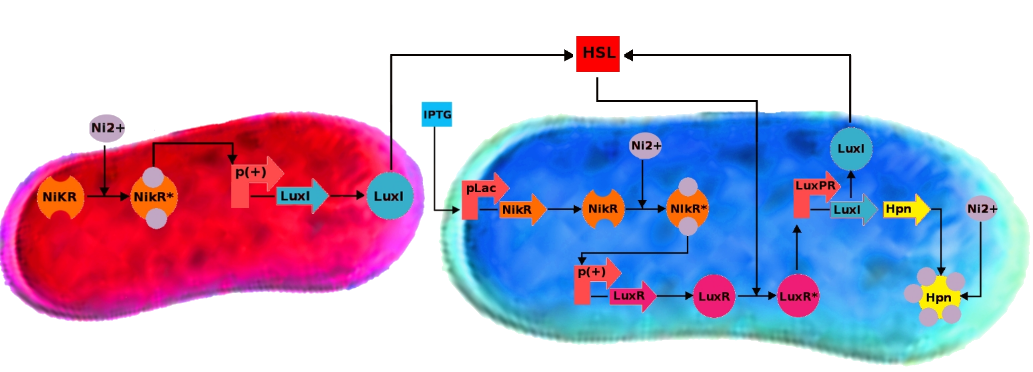 HSL
IPTG
Ni2+
NiKR
NikR*
p(+)
LuxI
LuxI
pLac
NikR
NikR
Ni2+
NIkR*
p(+)
LuxR
LuxR
LuxR*
LuxPR
LuxI
LuxI
Hpn
Ni2+
Hpn